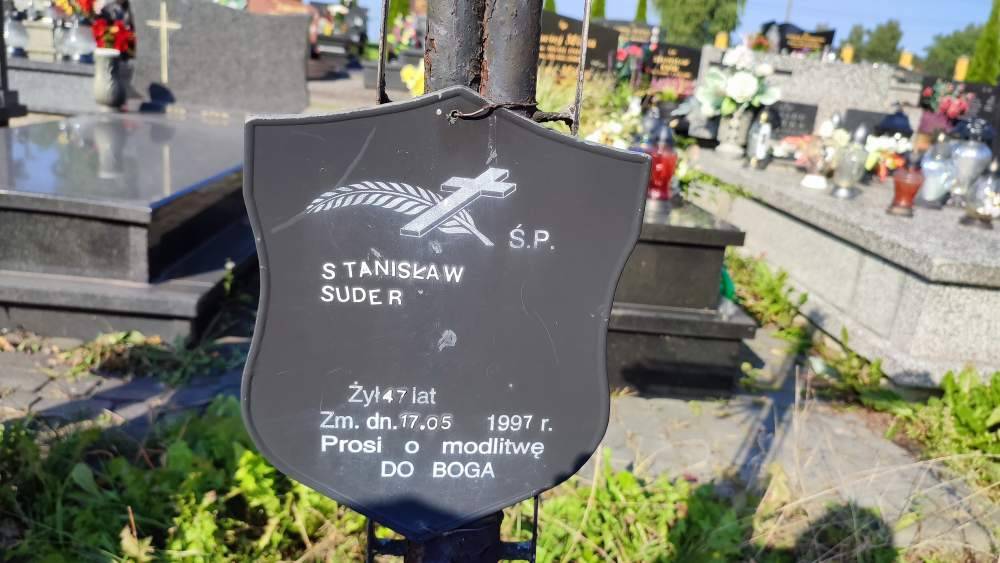 Ś.P.
STANISŁAW
SUDER
Żył 47 lat
Zm. dn. 17.05 1997 r.
Prosi o modlitwę
DO BOGA